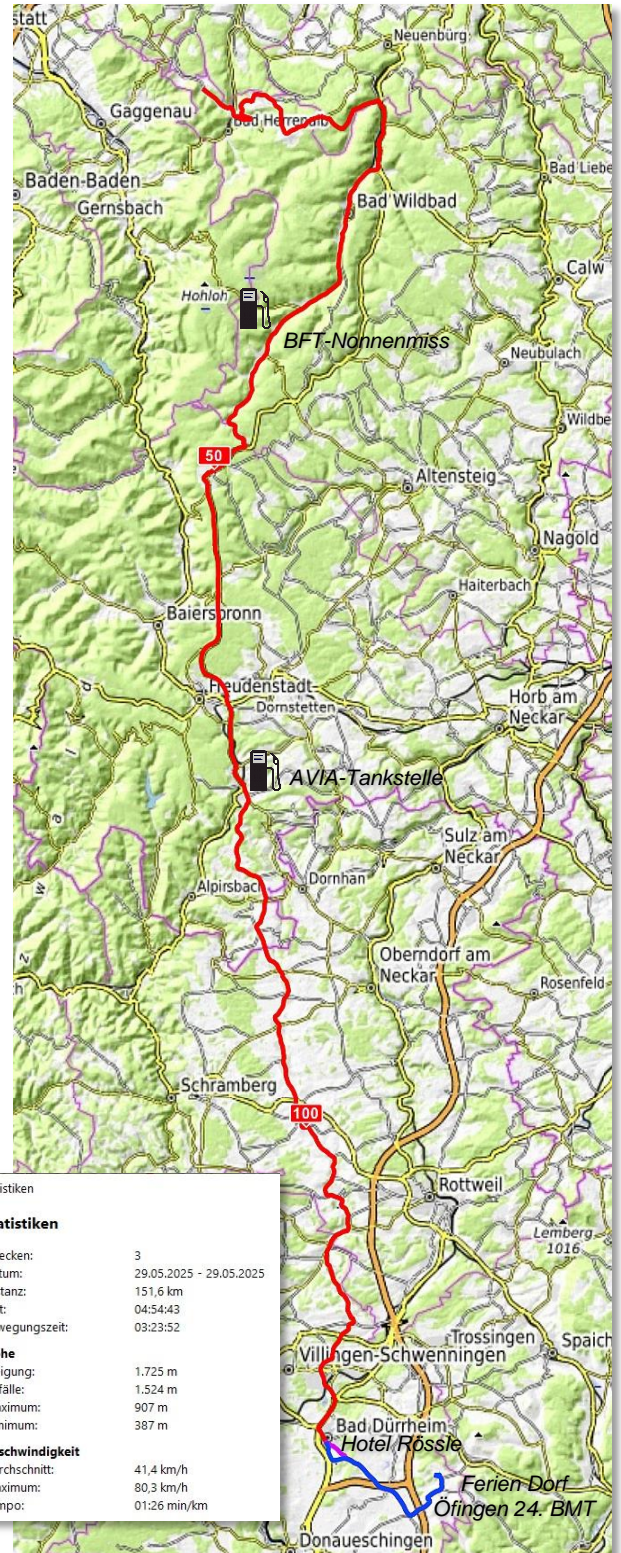 statt
Neuenbürg
Gaggenau
Bad Herrenalb
Bad Liebe
Baden-Baden
Gernsbach
Bad Wildbad
Calw
Hohloh
BFT-Nonnenmiss
Neubulach
Wildbe
50
Altensteig
Nagold
Haiterbach
Baiersbronn
Freudenstadt
Dornstetten
Horb am
Neckar
AVIA-Tankstelle
Sulz am
Neckar
Alpirsbach
Dornhan
Oberndorf am
Neckar
Rosenfeld
Schramberg
100
Rottweil
Lemberg
1016
Trossingen
Spaich
Villingen-Schwenningen
Bad Dürrheim
Hotel Rössle
Ferien Dorf
Öfingen 24. BMT
Donaueschingen
istiken
atistiken
ecken: 3
tum: 29.05.2025 - 29.05.2025
tanz: 151,6 km
t: 04:54:43
wegungszeit: 03:23:52
he
igung: 1.725 m
fälle: 1.524 m
ximum: 907 m
nimum: 387 m
schwindigkeit
rchschnitt: 41,4 km/h
ximum: 80,3 km/h
mpo: 01:26 min/km